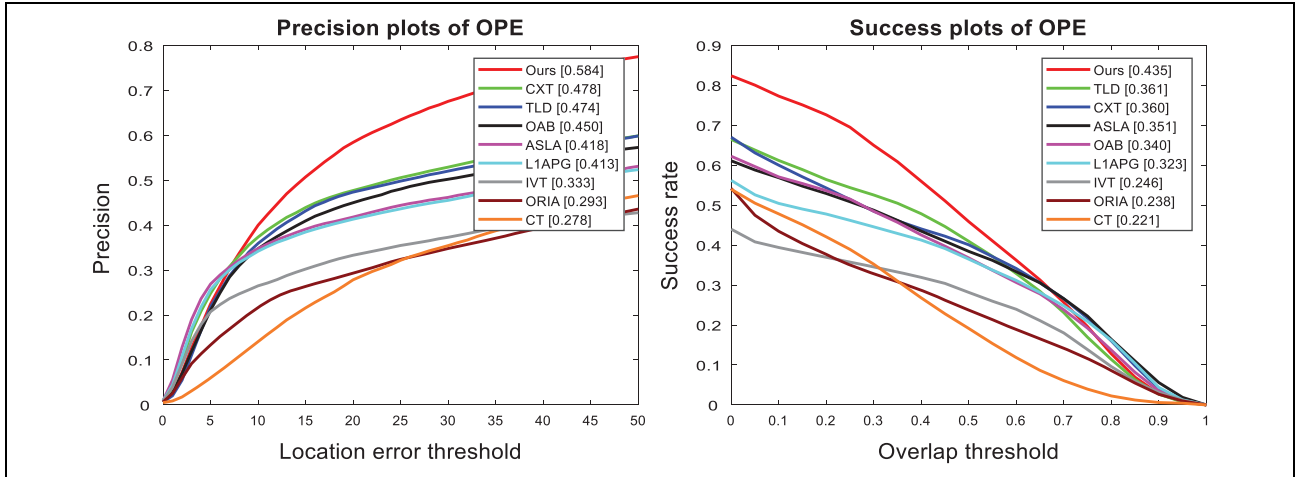 Precision plots of OPE
0.8
0.7
0.6
0.5
0.4
0.3
0.2
0.1
0
Precision
Ours [0.584]
CXT [0.478]
TLD [0.474]
OAB [0.450]
ASLA [0.418]
L1APG [0.413]
IVT [0.333]
ORIA [0.293]
CT [0.278]
0 5 10 15 20 25 30 35 40 45 50
Location error threshold
Success plots of OPE
0.9
0.8
0.7
0.6
0.5
0.4
0.3
0.2
0.1
0
Success rate
Ours [0.435]
TLD [0.361]
CXT [0.360]
ASLA [0.351]
OAB [0.340]
L1APG [0.323]
IVT [0.246]
ORIA [0.238]
CT [0.221]
0 0.1 0.2 0.3 0.4 0.5 0.6 0.7 0.8 0.9 1
Overlap threshold